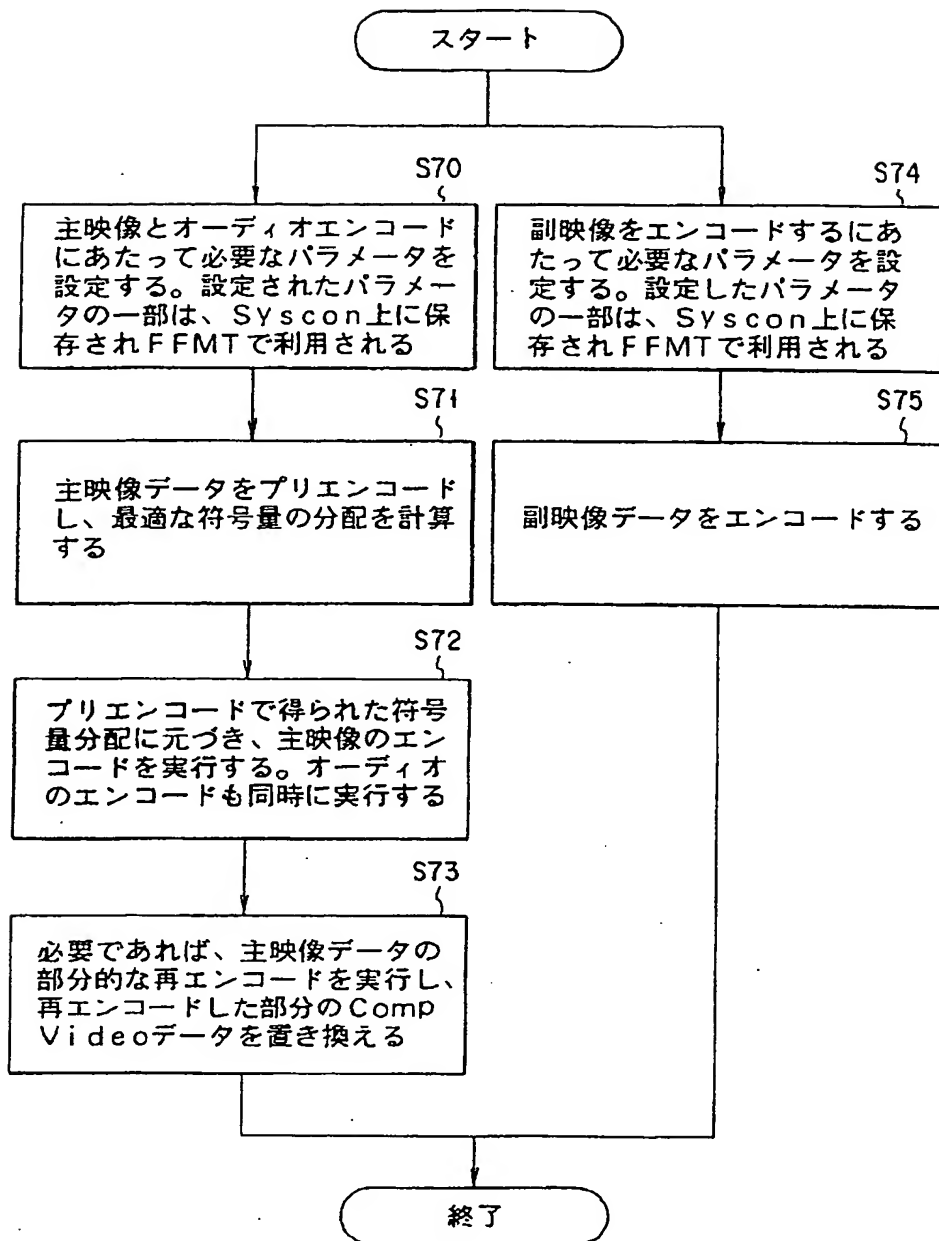 スタート
S70
主映像とオーディオエンコード
にあたって必要なパラメータを
設定する。設定されたパラメー
タの一部は、Syscon上に保
存されFFMTで利用される
S71
主映像データをプリエンコード
し、最適な符号量の分配を計算
する
S72
プリエンコードで得られた符号
量分配に元づき、主映像のエン
コードを実行する。オーディオ
のエンコードも同時に実行する
S73
必要であれば、主映像データの
部分的な再エンコードを実行し、
再エンコードした部分のComp
Videoデータを置き換える
S74
副映像をエンコードするにあ
たって必要なパラメータを設
定する。設定したパラメータ
の一部は、Syscon上に保
存されFFMTで利用される
S75
副映像データをエンコードする
終了